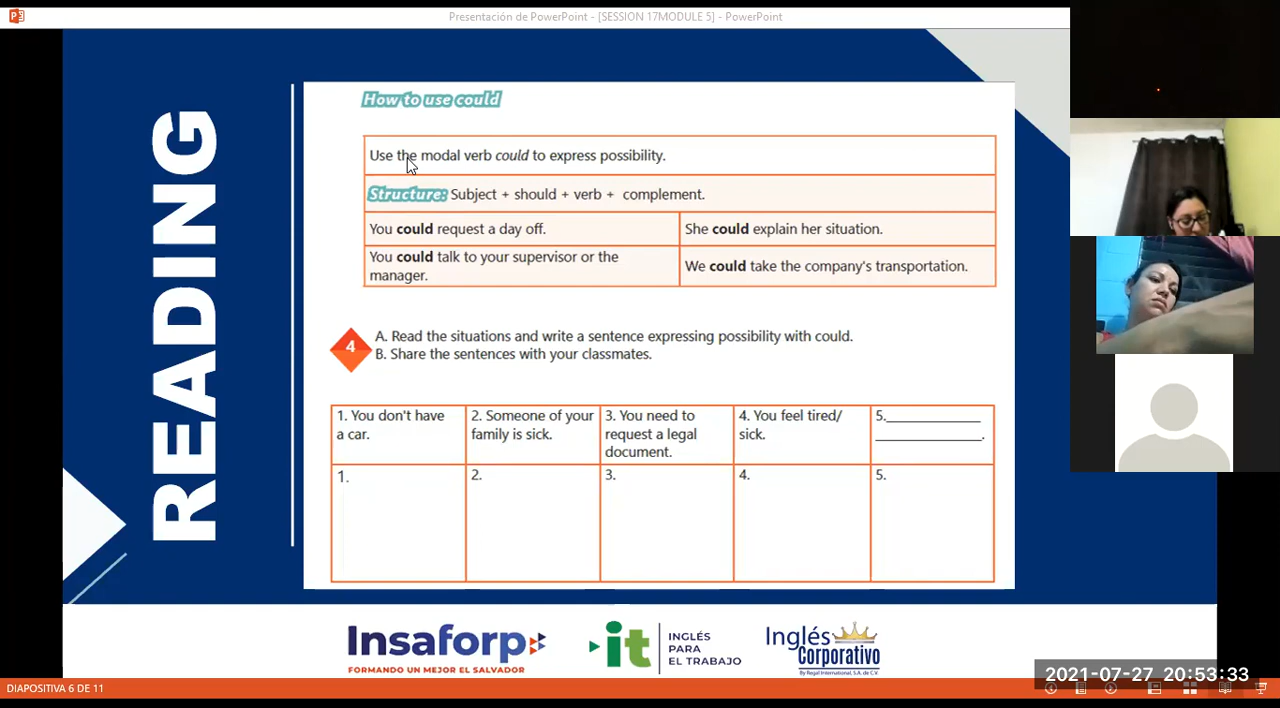 Presentación de PowerPoint - [SESSION 17MODULE 5] - PowerPoint
READING
How to use could
Use the modal verb could to express possibility.
Structure: Subject + should + verb + complement.
You could request a day off.
She could explain her situation.
You could talk to your supervisor or the
manager.
We could take the company's transportation.
4
A. Read the situations and write a sentence expressing possibility with could.
B. Share the sentences with your classmates.
1. You don't have
a car.
2. Someone of your
family is sick.
3. You need to
request a legal
document.
4. You feel tired/
sick.
5.______________
________________.
1.
2.
3.
4.
5.
Insaforp
FORMANDO UN MEJOR EL SALVADOR
it
INGLÉS
PARA
EL TRABAJO
Inglés
Corporativo
By Regal International, S.A. de C.V.
2021-07-27 20:53:33
DIAPOSITIVA 6 DE 11